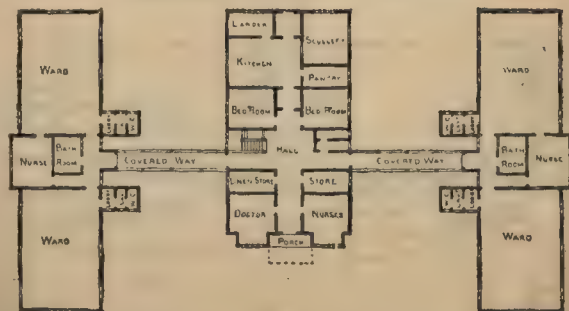 LARDER
SCULLERY
WARD
KITCHEN
WARD
PANTRY
BED ROOM
BED ROOM
BATH
ROOM
NURSE
HALL
COVERED WAY
COVERED WAY
BATH
ROOM
NURSE
LINEN STORE
STORE
DOCTOR
NURSES
WARD
WARD
PORCH